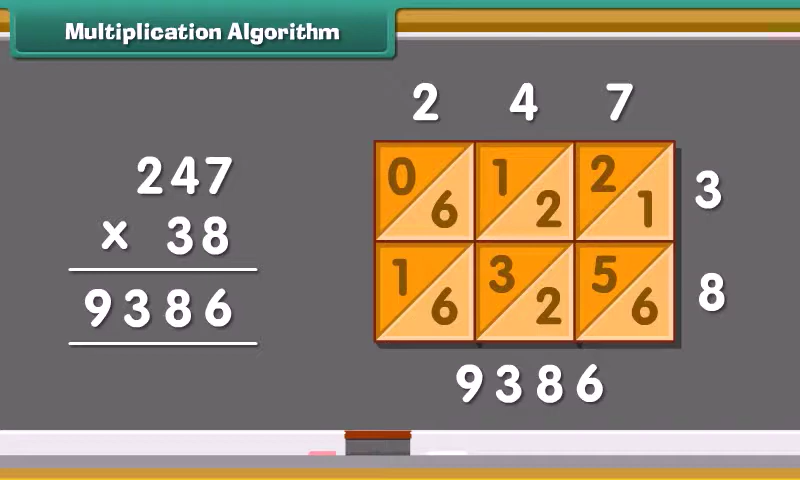 Multiplication Algorithm
247
x 38
9386
2 4 7
0 6 1 2 2 1 3
1 6 3 2 5 6 8
9386